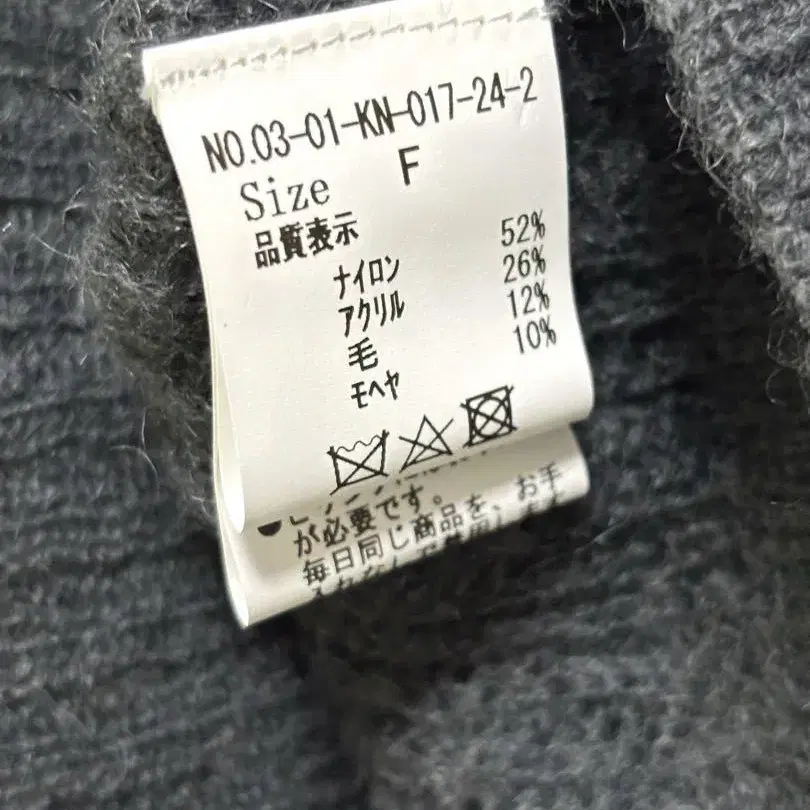 NO.03-01-KN-017-24-2
Size F
品質表示
ナイロン 52%
アクリル 26%
毛 12%
モヘヤ 10%
が必要です。
毎日同じ商品を、お手